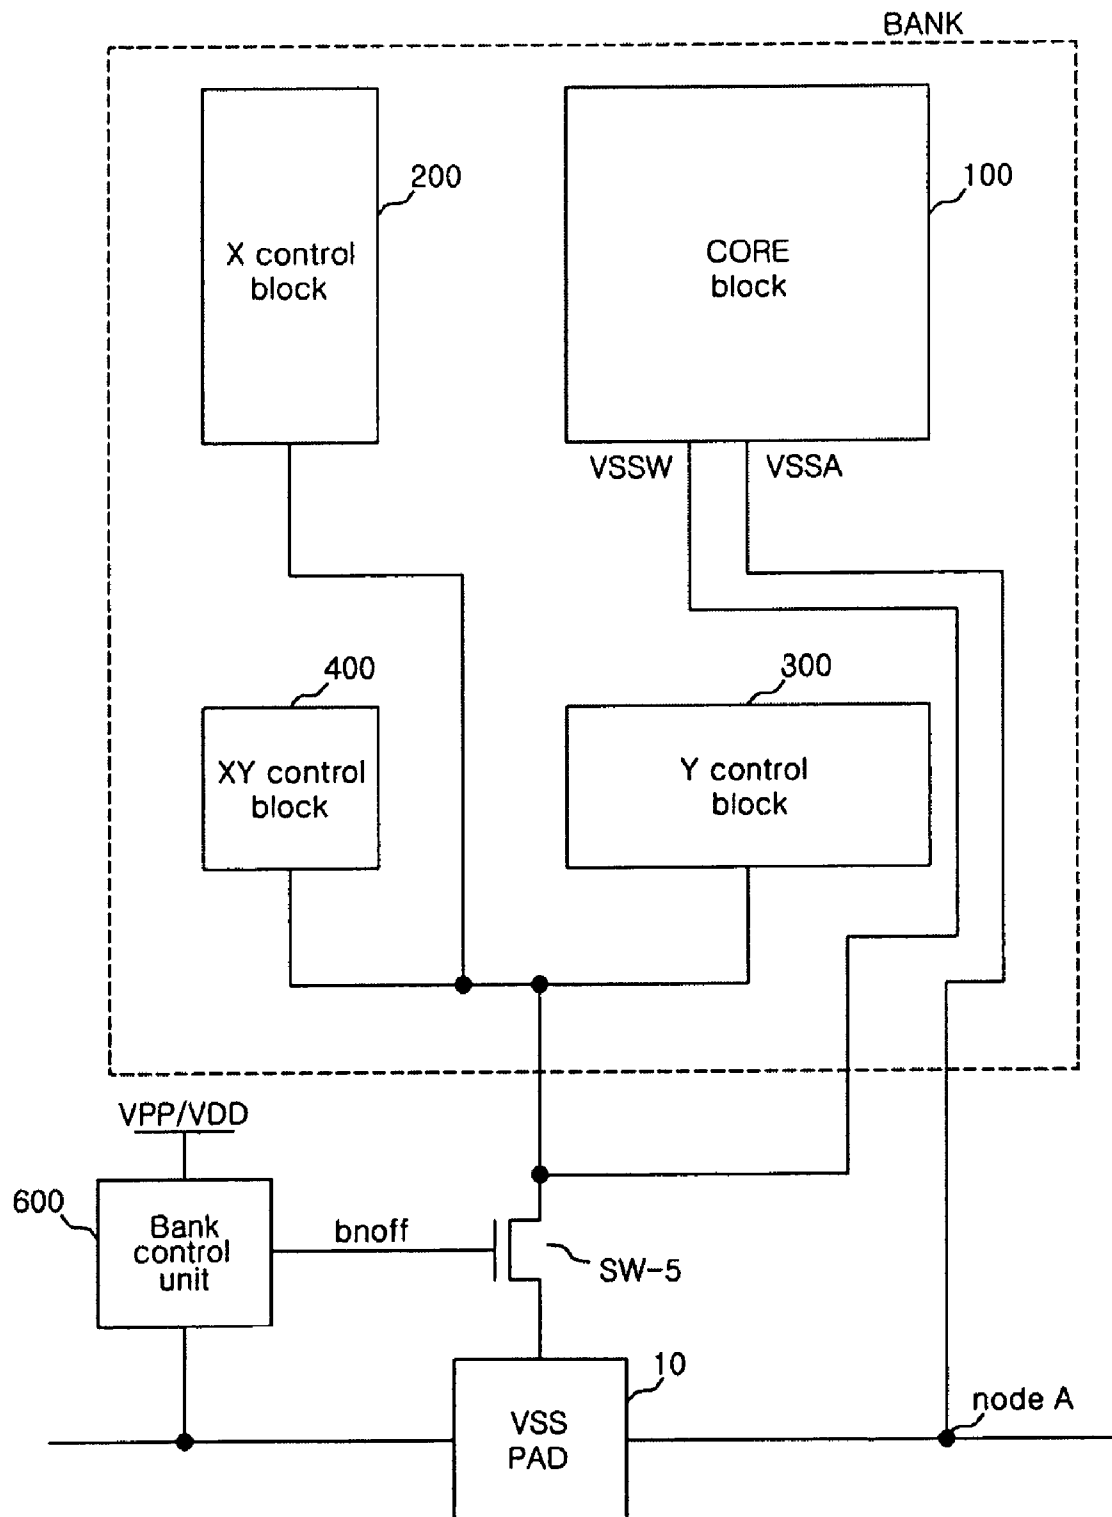 BANK
200
100
X control
block
CORE
block
VSSW
VSSA
400
300
XY control
block
Y control
block
VPP/VDD
600
Bank
control
unit
bnoff
SW-5
10
VSS
PAD
node A